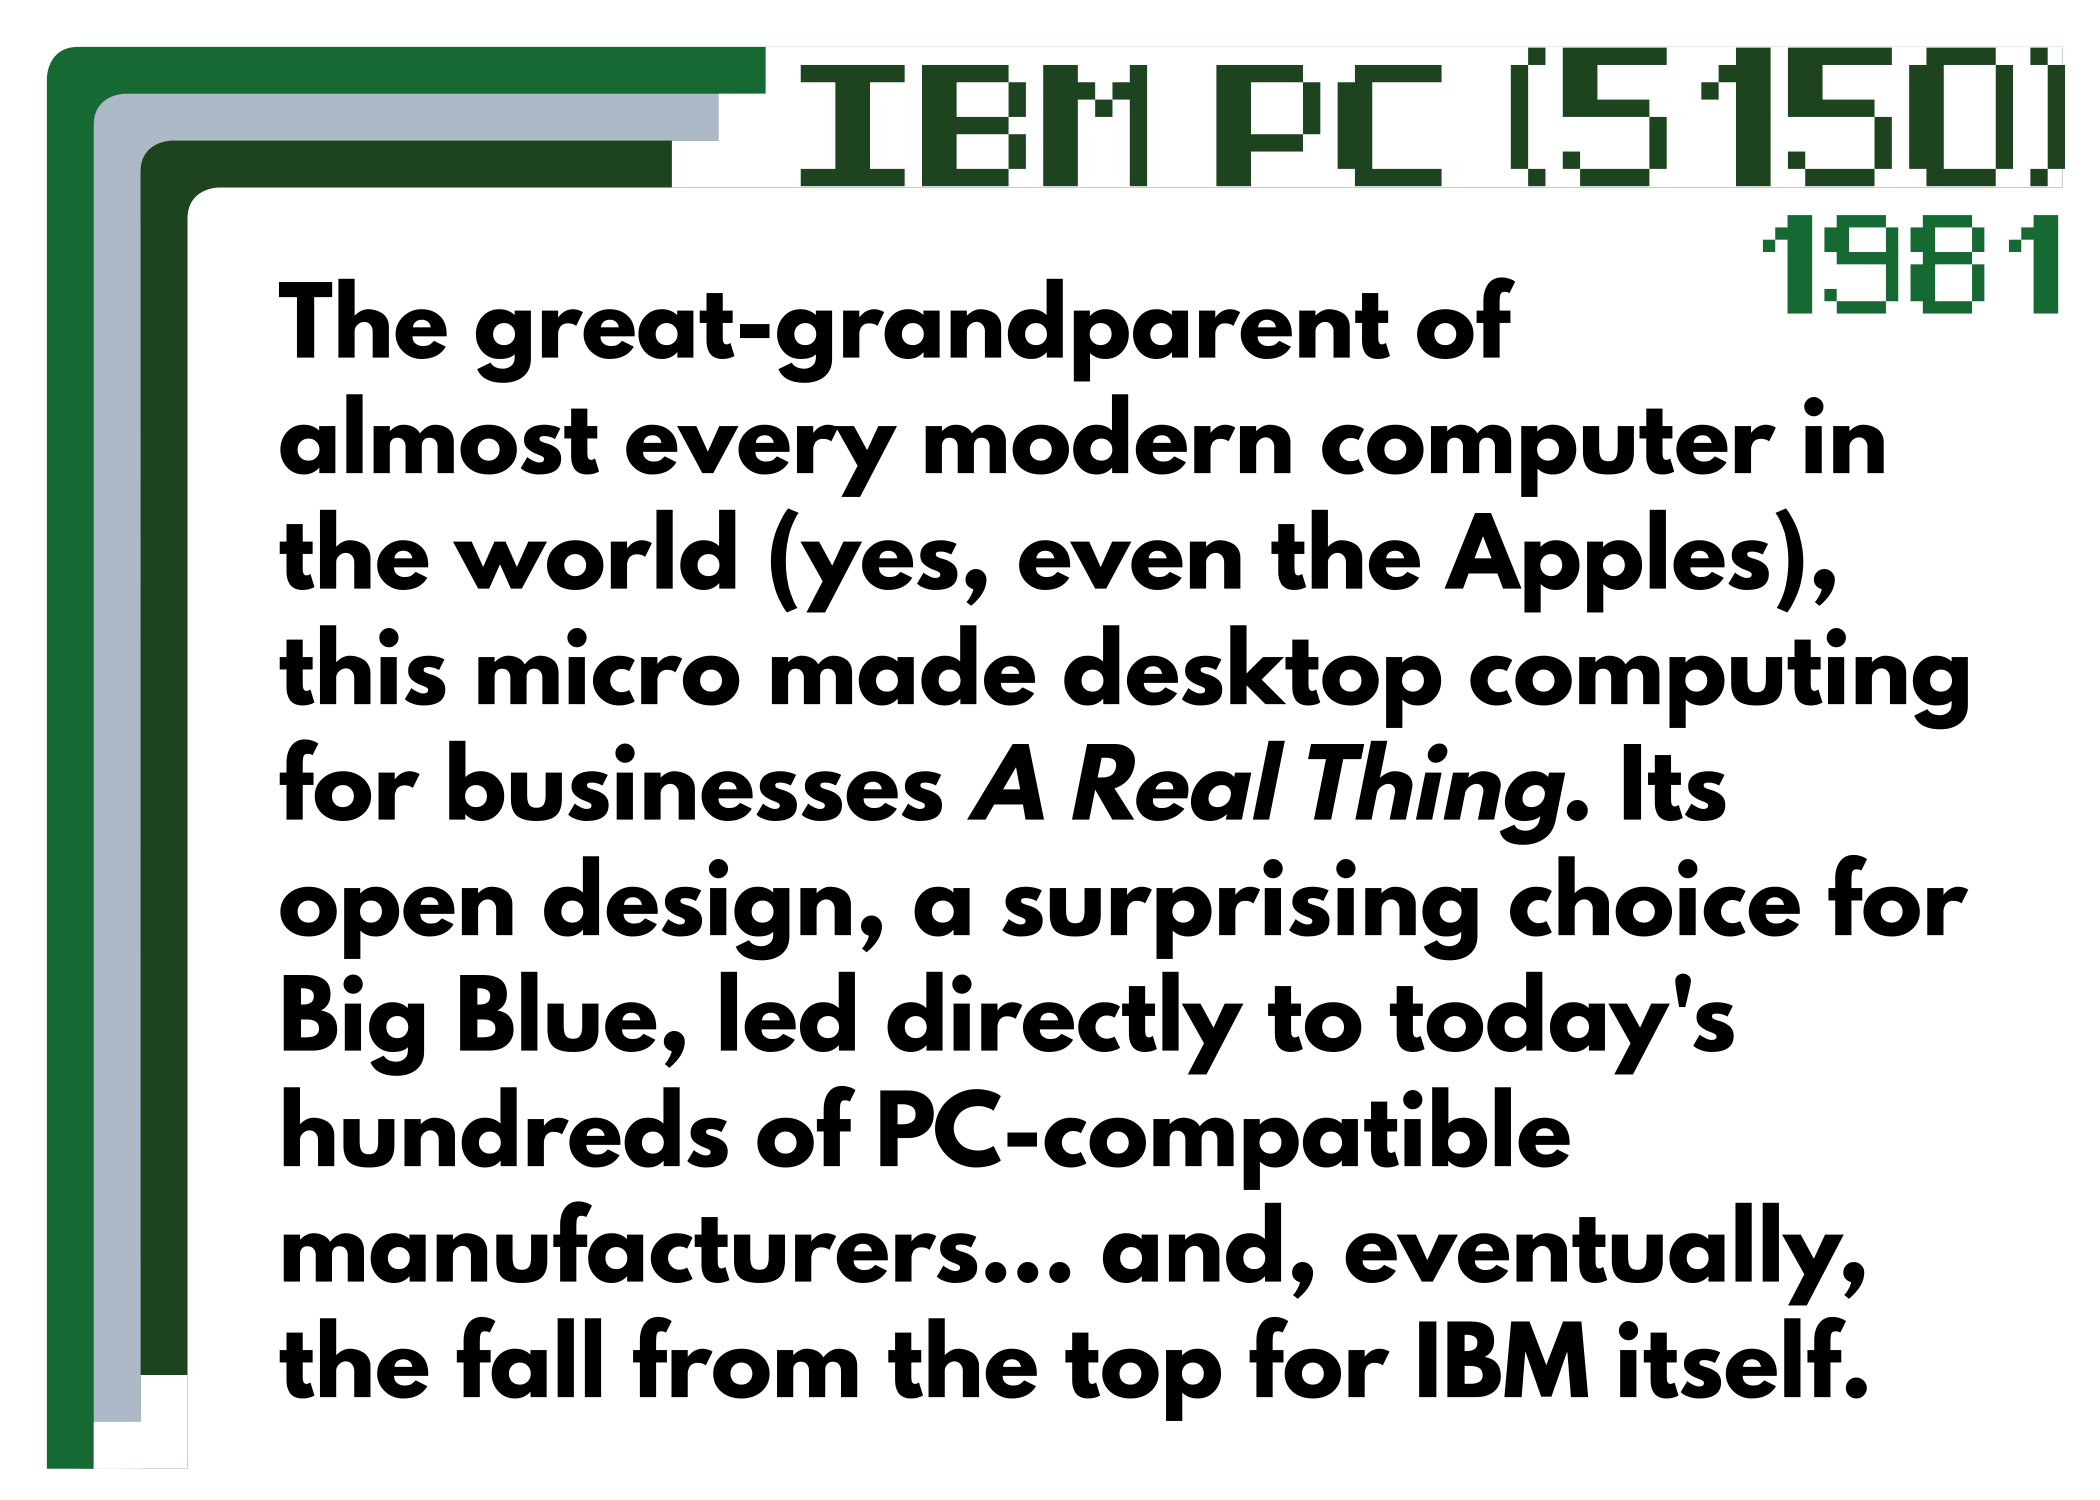 IBM PC (5150)
1981
The great-grandparent of
almost every modern computer in
the world (yes, even the Apples),
this micro made desktop computing
for businesses A Real Thing. Its
open design, a surprising choice for
Big Blue, led directly to today's
hundreds of PC-compatible
manufacturers... and, eventually,
the fall from the top for IBM itself.